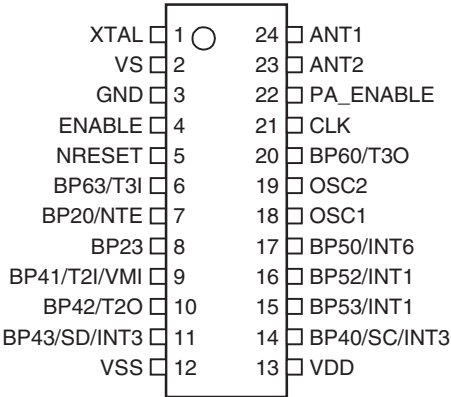 XTAL 1 24 ANT1
VS 2 23 ANT2
GND 3 22 PA_ENABLE
ENABLE 4 21 CLK
NRESET 5 20 BP60/T3O
BP63/T3I 6 19 OSC2
BP20/NTE 7 18 OSC1
BP23 8 17 BP50/INT6
BP41/T2I/VMI 9 16 BP52/INT1
BP42/T2O 10 15 BP53/INT1
BP43/SD/INT3 11 14 BP40/SC/INT3
VSS 12 13 VDD